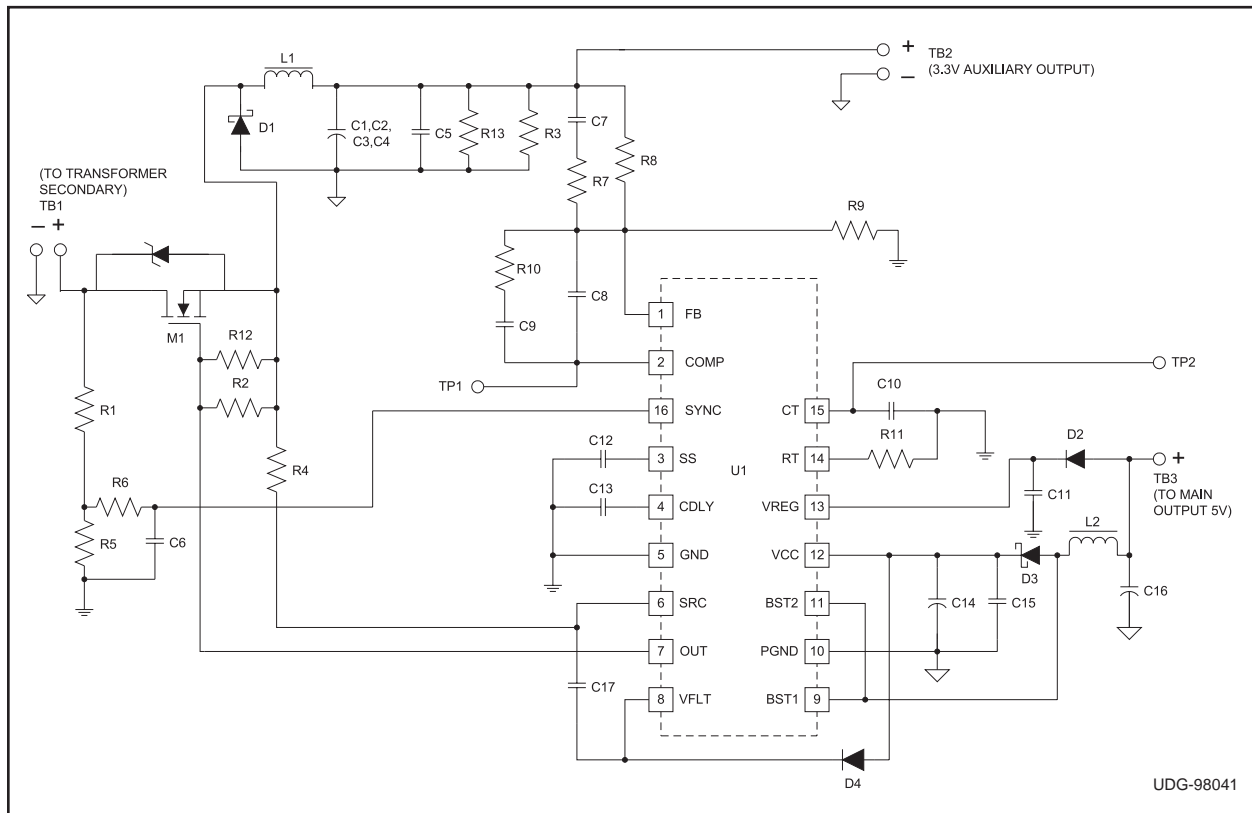 L1
+
TB2
(3.3V AUXILIARY OUTPUT)
−
D1
C1,C2,
C3,C4
C5
R13
R3
C7
R8
R7
(TO TRANSFORMER
SECONDARY)
TB1
− +
R9
R10
C8
C9
M1
R12
R2
R1
R4
R6
R5
C6
TP1
TP2
1 FB
2 COMP
16 SYNC
3 SS
4 CDLY
5 GND
6 SRC
7 OUT
8 VFLT
U1
CT 15
RT 14
VREG 13
VCC 12
BST2 11
PGND 10
BST1 9
C12
C13
C17
C10
R11
D2
+
TB3
(TO MAIN
OUTPUT 5V)
C11
L2
D3
C14
C15
C16
D4
UDG-98041